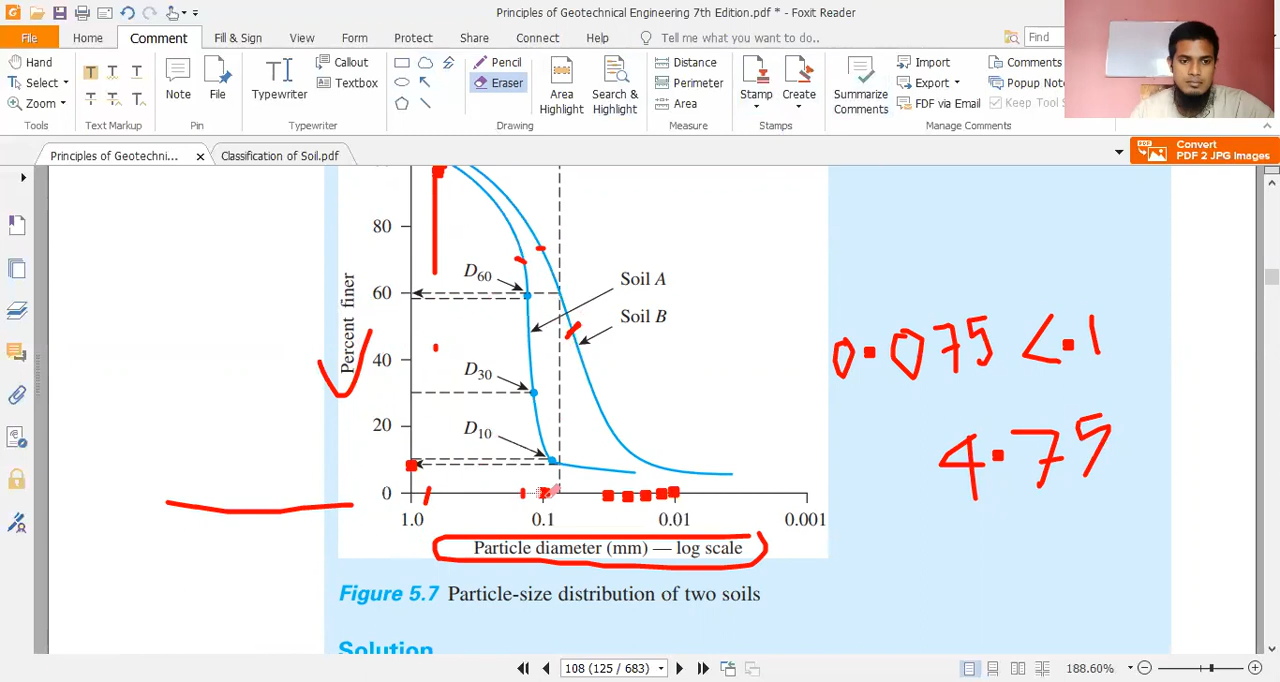 Principles of Geotechnical Engineering 7th Edition.pdf * - Foxit Reader
File Home Comment Fill & Sign View Form Protect Share Connect Help Tell me what you want to do.. Find
Hand
Select
Zoom
Tools
Text Markup
Note
File
Pin
Typewriter
Callout
Textbox
Typewriter
Pencil
Eraser
Drawing
Area Highlight
Search & Highlight
Distance
Perimeter
Area
Measure
Stamp
Create
Stamps
Summarize Comments
Import
Export
FDF via Email
Comments
Popup Note
Keep Tool S
Manage Comments
Principles of Geotechni... × Classification of Soil.pdf
Convert
PDF 2 JPG Images
Percent finer
80
60
40
20
0
D60
D30
D10
Soil A
Soil B
1.0 0.1 0.01 0.001
Particle diameter (mm) — log scale
0.075 < .1
4.75
Figure 5.7 Particle-size distribution of two soils
Solution
108 (125 / 683)
188.60%